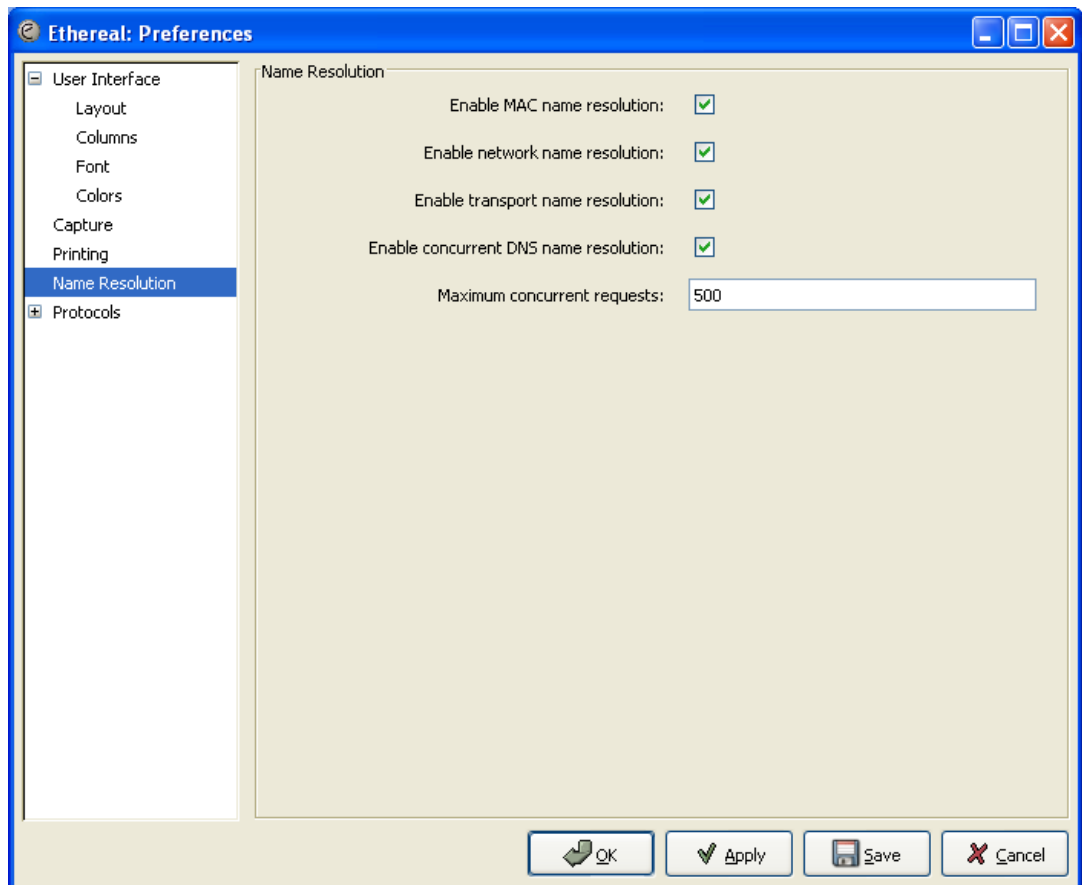 Ethereal: Preferences
User Interface
Layout
Columns
Font
Colors
Capture
Printing
Name Resolution
Protocols
Name Resolution
Enable MAC name resolution:
Enable network name resolution:
Enable transport name resolution:
Enable concurrent DNS name resolution:
Maximum concurrent requests: 500
OK Apply Save Cancel